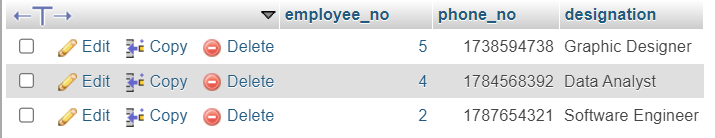 employee_no phone_no designation
Edit Copy Delete 5 1738594738 Graphic Designer
Edit Copy Delete 4 1784568392 Data Analyst
Edit Copy Delete 2 1787654321 Software Engineer